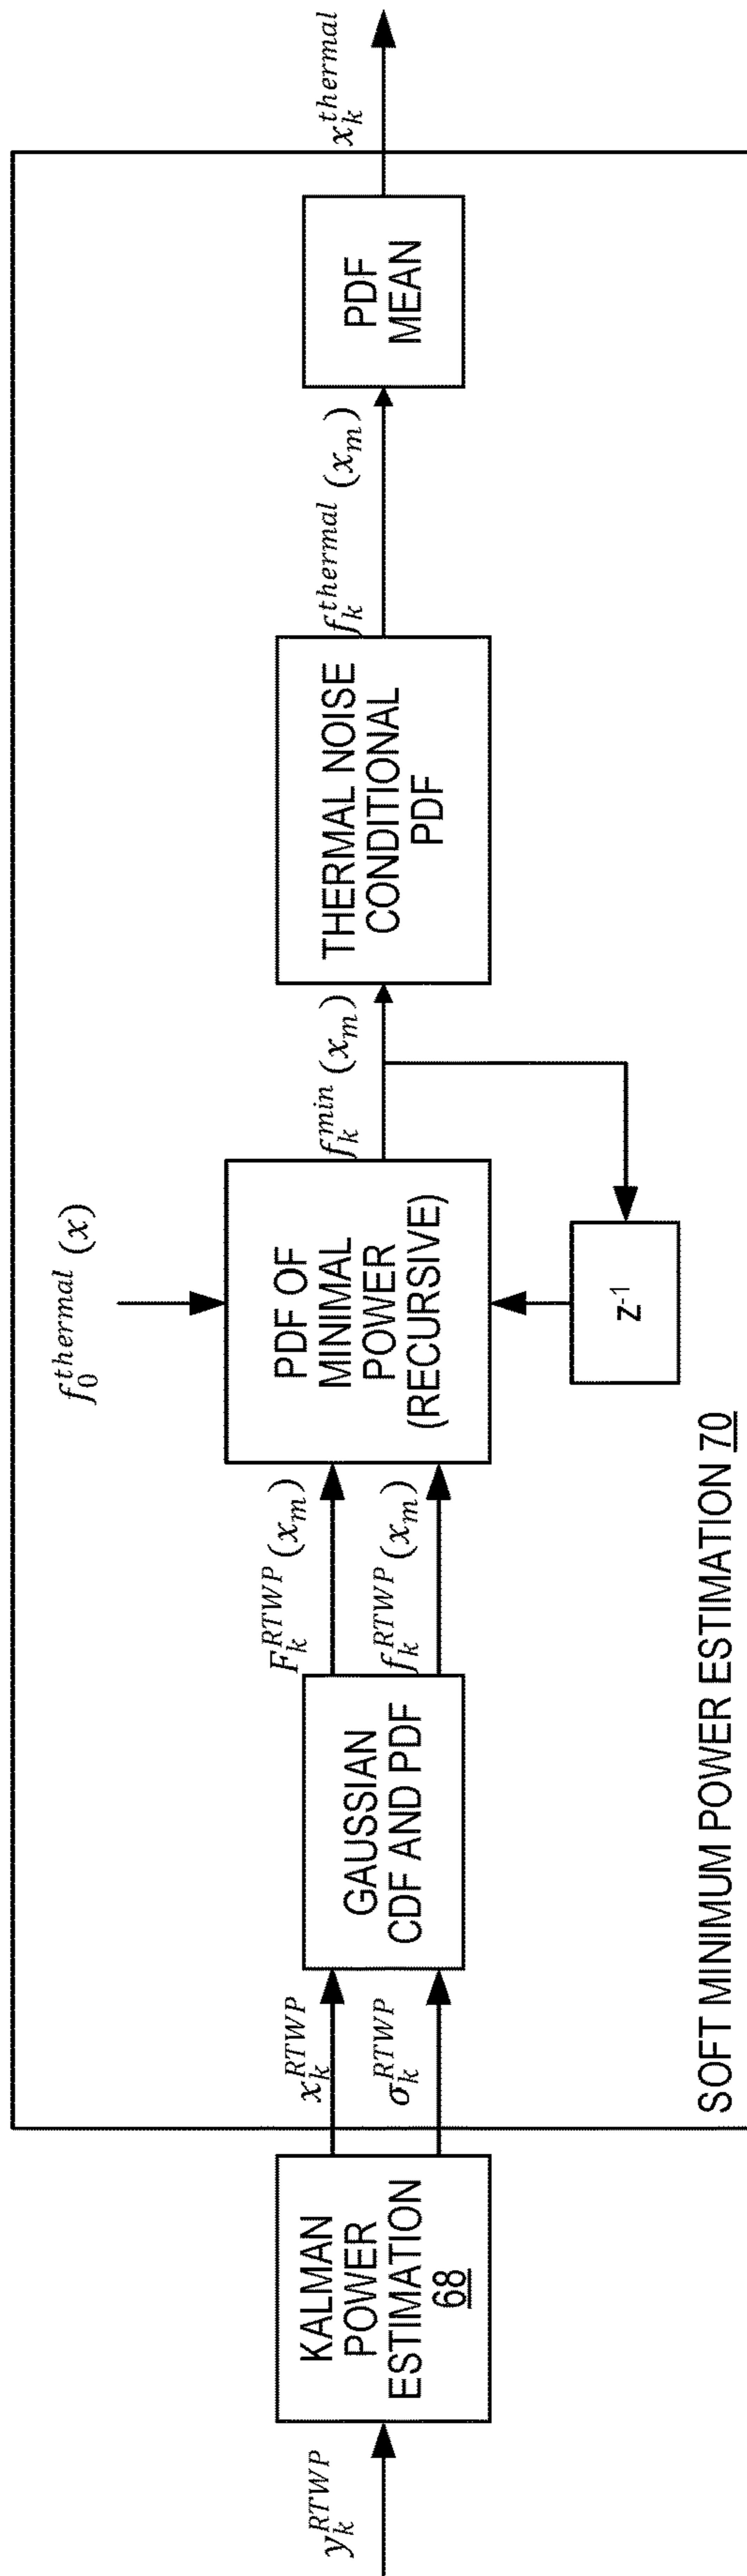 y_k^{RTWP}
KALMAN
POWER
ESTIMATION
68
x_k^{RTWP}
σ_k^{RTWP}
GAUSSIAN
CDF AND PDF
F_k^{RTWP}(x_m)
f_k^{RTWP}(x_m)
f_0^{thermal}(x)
PDF OF
MINIMAL
POWER
(RECURSIVE)
z^{-1}
f_k^{min}(x_m)
THERMAL NOISE
CONDITIONAL
PDF
f_k^{thermal}(x_m)
PDF
MEAN
x_k^{thermal}
SOFT MINIMUM POWER ESTIMATION 70